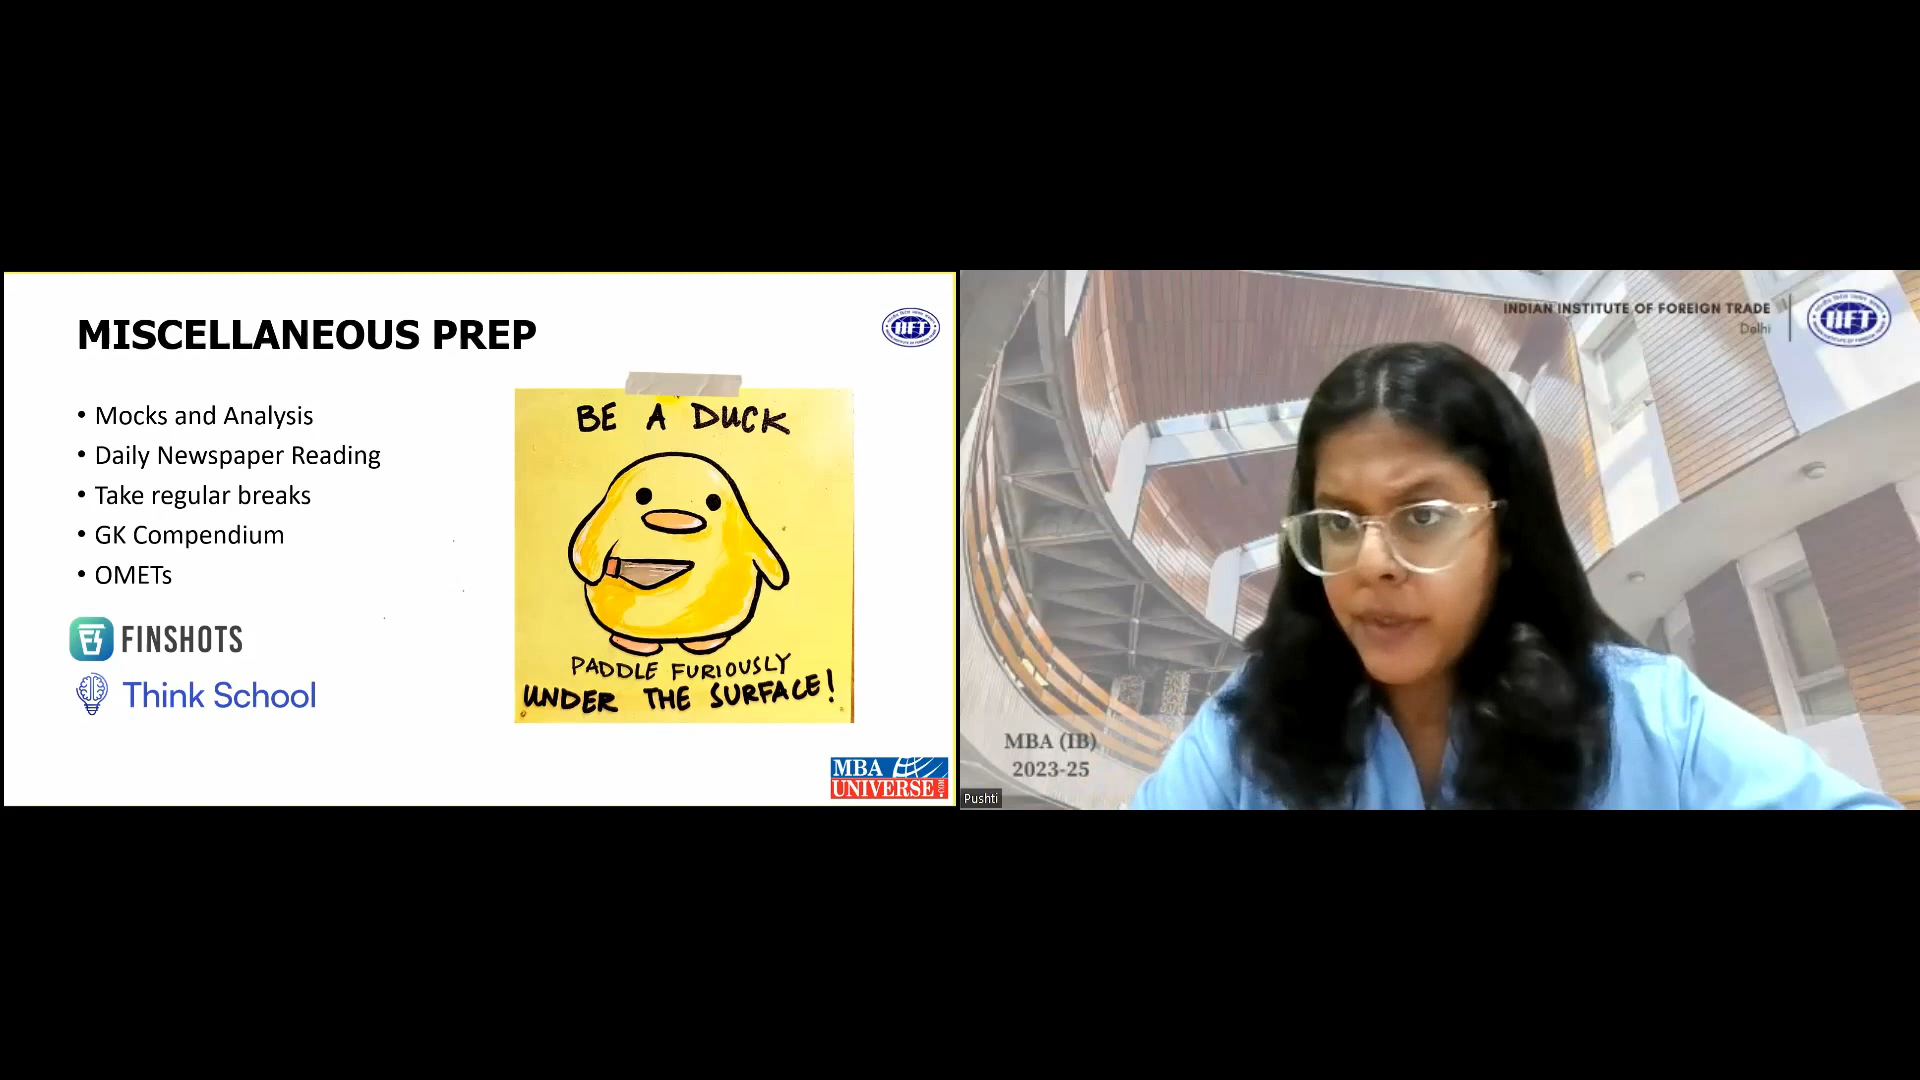 MISCELLANEOUS PREP
IIFT
• Mocks and Analysis
• Daily Newspaper Reading
• Take regular breaks
• GK Compendium
• OMETs
FINSHOTS
Think School
BE A DUCK
PADDLE FURIOUSLY
UNDER THE SURFACE!
MBA
UNIVERSE.COM
INDIAN INSTITUTE OF FOREIGN TRADE
Delhi
IIFT
MBA (IB)
2023-25
Pushti